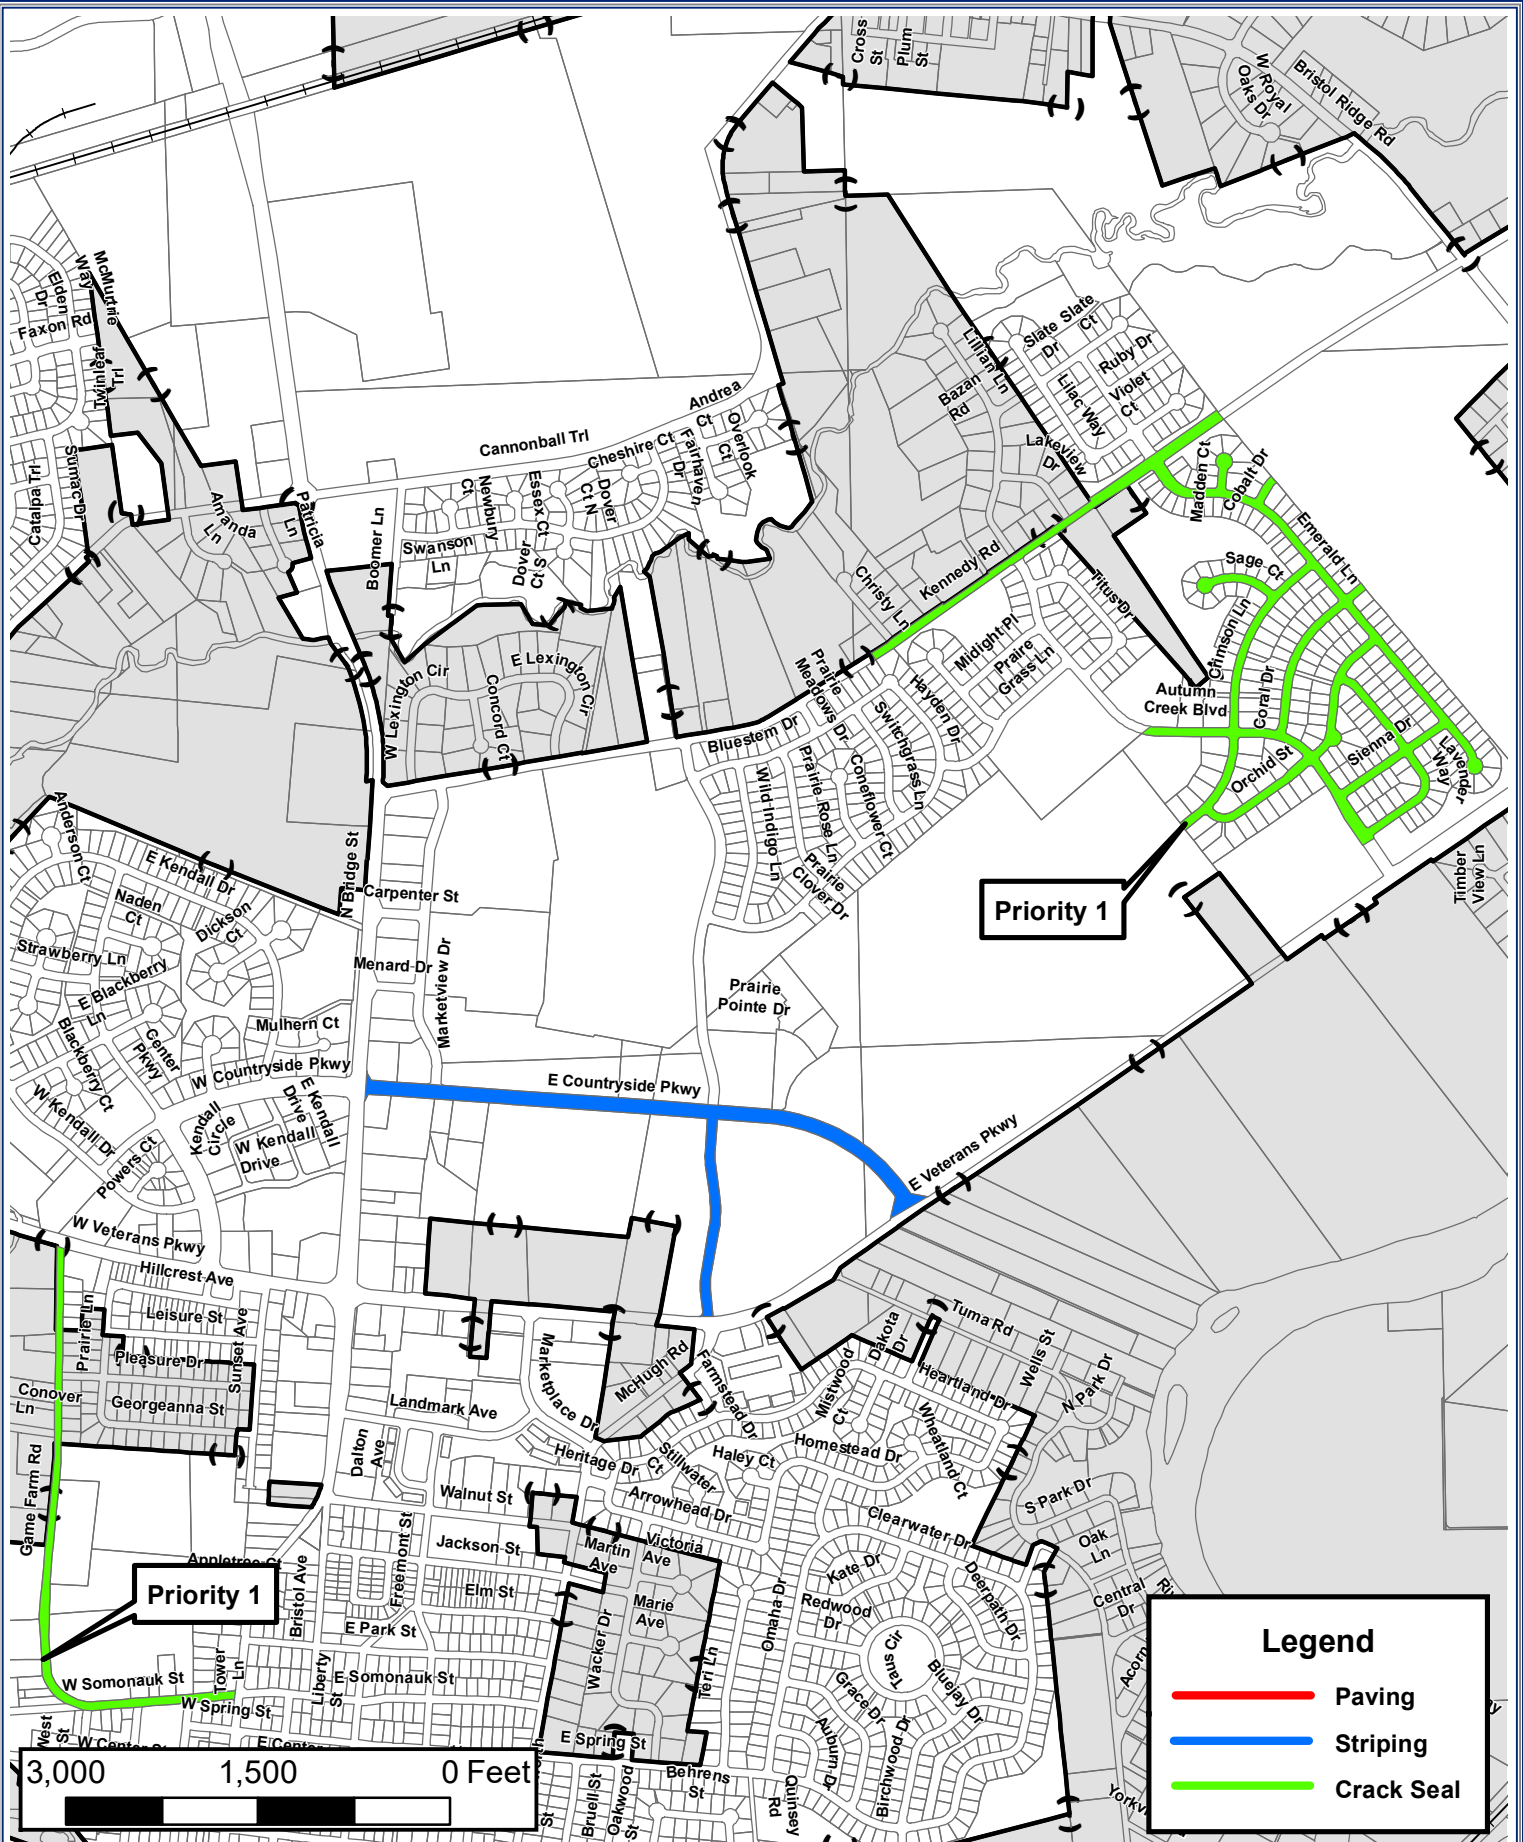 Cross
St
Plum
St
W Royal
Oaks Dr
Bristol Ridge Rd
McMurtrie
Way
Elden
Dr
Faxon Rd
Twinleaf
Trl
Slate Slate
Dr
Ct
Ruby Dr
Lillian Ln
Bazan
Rd
Lilac Way
Violet
Ct
Andrea
Ct
Cannonball Trl
Cheshire Ct
Fairhaven
Dr
Overlook
Ct
Lakeview
Dr
Madden Ct
Cobalt Dr
Catalpa Trl
Sumac Dr
Amanda
Ln
Patricia
Ln
Boomer Ln
Newbury
Ct
Essex Ct
Dover
Ct N
Swanson
Ln
Dover
Ct S
Emerald Ln
Sage Ct
Kennedy Rd
Christy Ln
Titus Dr
Crimson Ln
Midight Pl
Praire
Grass Ln
E Lexington Cir
W Lexington Cir
Concord Ct
Prairie
Meadows Dr
Hayden Dr
Autumn
Creek Blvd
Coral Dr
Bluestem Dr
Switchgrass Ln
Sienna Dr
Lavender
Way
Orchid St
Wild Indigo Ln
Prairie Rose Ln
Coneflower Ct
Prairie
Clover Dr
Anderson Ct
E Kendall Dr
N Bridge St
Timber
View Ln
Carpenter St
Naden
Ct
Dickson
Ct
Priority 1
Strawberry Ln
Menard Dr
Marketview Dr
E Blackberry
Ln
Prairie
Pointe Dr
Mulhern Ct
Blackberry Ct
Center
Pkwy
W Countryside Pkwy
E Countryside Pkwy
W Kendall Dr
Kendall
Circle
E Kendall
Drive
W Kendall
Drive
Powers Ct
E Veterans Pkwy
W Veterans Pkwy
Hillcrest Ave
Leisure St
Prairie Ln
Pleasure Dr
Sunset Ave
Georgeanna St
Conover
Ln
Tuma Rd
Dakota
Dr
Wells St
N Park Dr
Heartland Dr
Marketplace Dr
McHugh Rd
Farmstead Dr
Mistwood
Ct
Landmark Ave
Wheatland Ct
Dalton
Ave
Heritage Dr
Stillwater
Ct
Haley Ct
Homestead Dr
Game Farm Rd
Walnut St
Arrowhead Dr
S Park Dr
Clearwater Dr
Oak
Ln
Freemont St
Jackson St
Victoria
Ave
Martin
Ave
Kate Dr
Deerpath Dr
Appletree Ct
Priority 1
Bristol Ave
Elm St
Marie
Ave
Omaha Dr
Redwood
Dr
Central
Dr
E Park St
Wacker Dr
Tanus Cir
Acorn
W Somonauk St
Tower
Ln
Liberty
St
E Somonauk St
Teri Ln
Grace Dr
Bluejay Dr
W Spring St
West
St
W Center St
E Center
E Spring St
Auburn Dr
Birchwood Dr
Behrens
St
Quinsey
Rd
Bruell St
Oakwood
St
St
3,000
1,500
0 Feet
Legend
Paving
Striping
Crack Seal